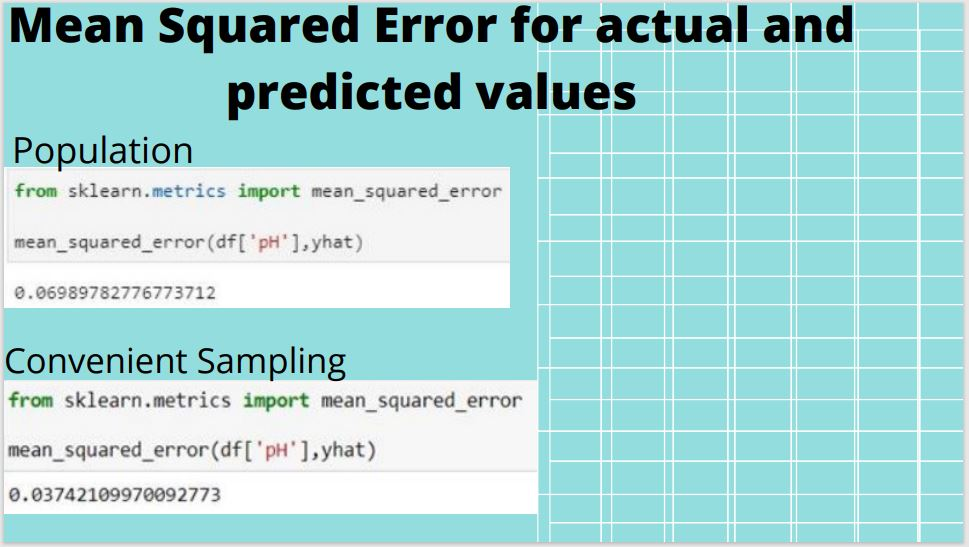 Mean Squared Error for actual and
predicted values
Population
from sklearn.metrics import mean_squared_error
mean_squared_error(df['pH'],yhat)
0.06989782776773712
Convenient Sampling
from sklearn.metrics import mean_squared_error
mean_squared_error(df['pH'],yhat)
0.03742109970092773